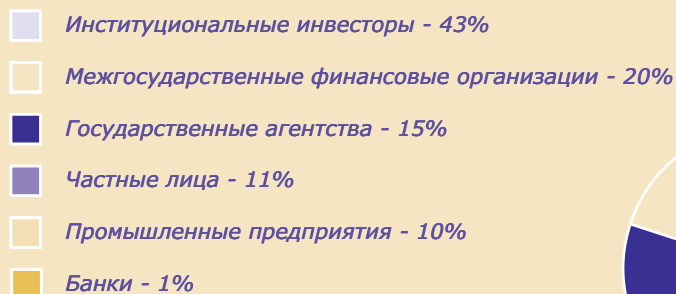 Институциональные инвесторы - 43%
Межгосударственные финансовые организации - 20%
Государственные агентства - 15%
Частные лица - 11%
Промышленные предприятия - 10%
Банки - 1%